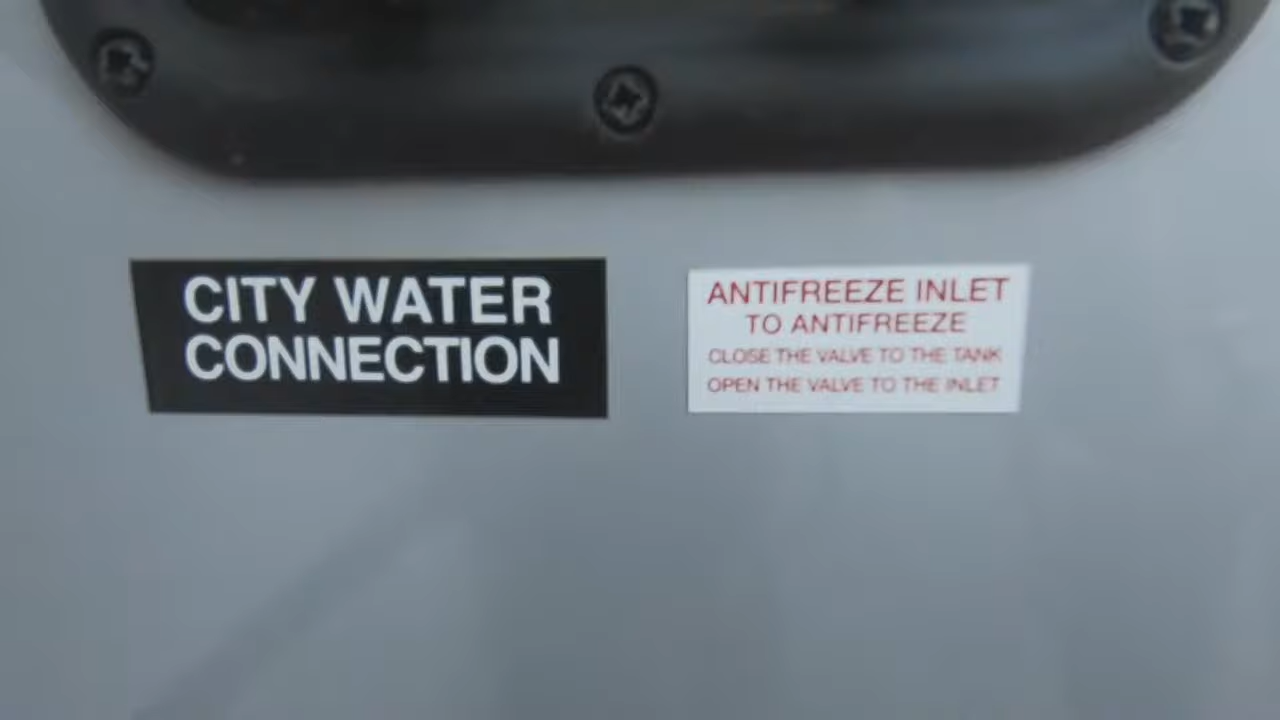 CITY WATER
CONNECTION
ANTIFREEZE INLET
TO ANTIFREEZE
CLOSE THE VALVE TO THE TANK
OPEN THE VALVE TO THE INLET